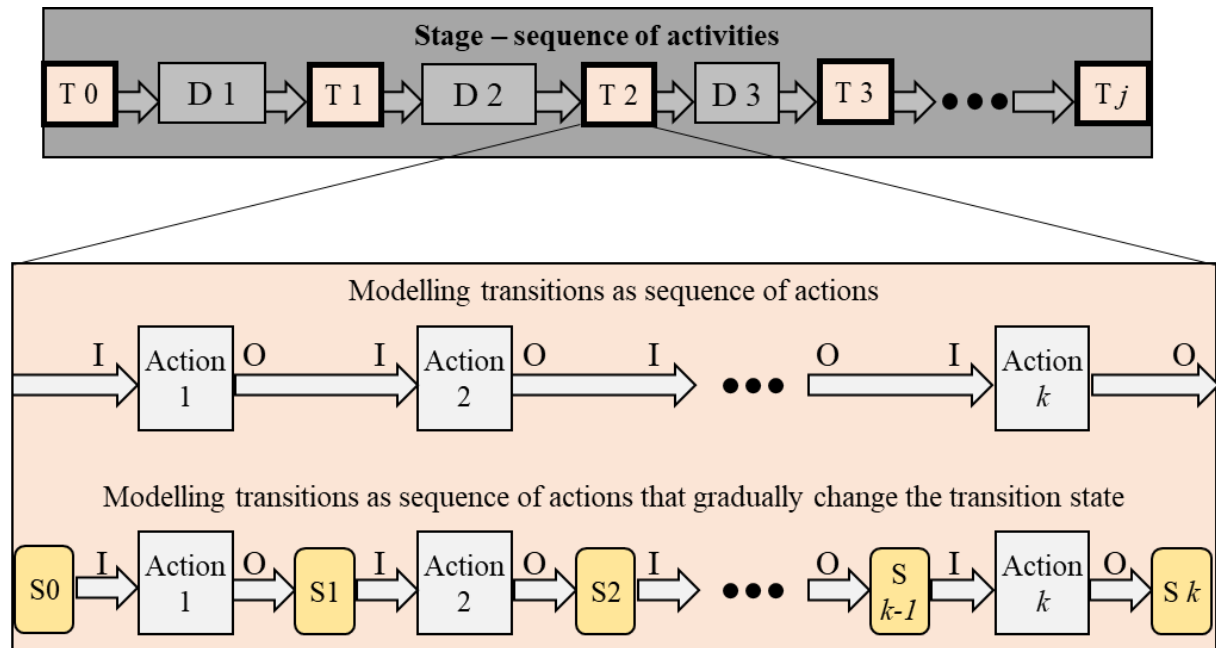 Stage – sequence of activities
T 0
D 1
T 1
D 2
T 2
D 3
T 3
T j
Modelling transitions as sequence of actions
I
Action
1
O
I
Action
2
O
I
O
I
Action
k
O
Modelling transitions as sequence of actions that gradually change the transition state
S0
I
Action
1
O
S1
I
Action
2
O
S2
I
O
S
k-1
I
Action
k
O
S k